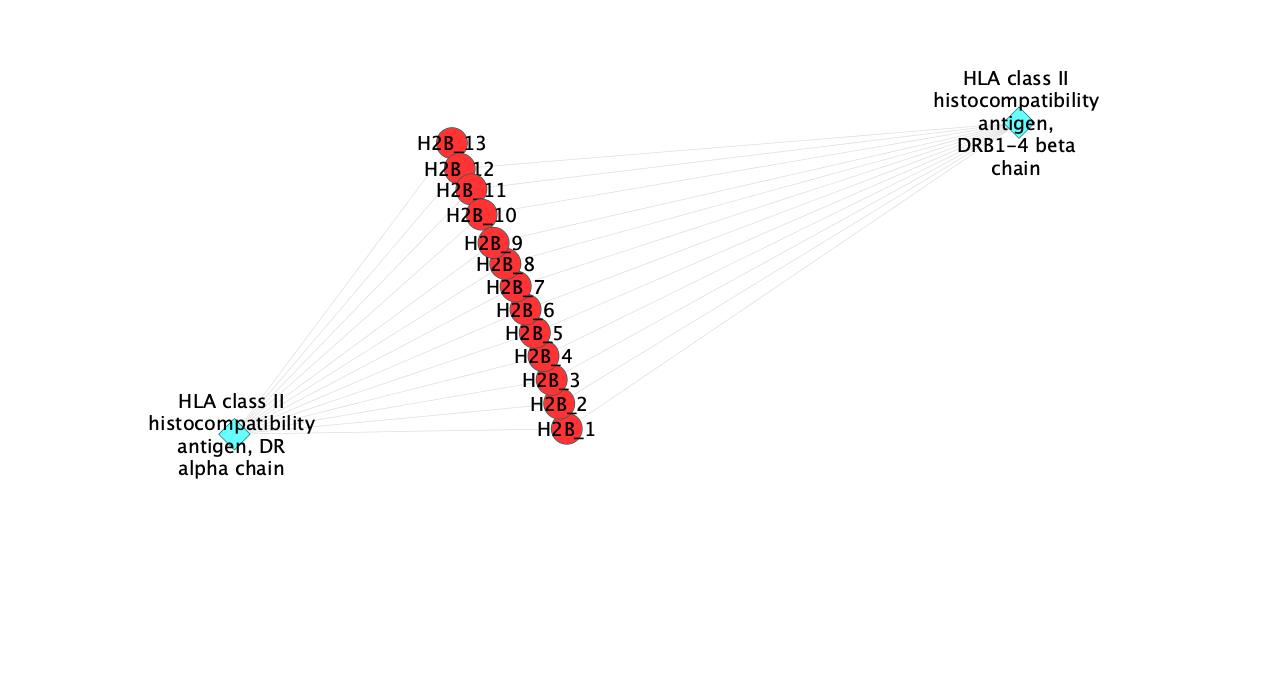 HLA class II
histocompatibility
antigen,
DRB1-4 beta
chain
H2B_13
H2B_12
H2B_11
H2B_10
H2B_9
H2B_8
H2B_7
H2B_6
H2B_5
H2B_4
H2B_3
H2B_2
H2B_1
HLA class II
histocompatibility
antigen, DR
alpha chain